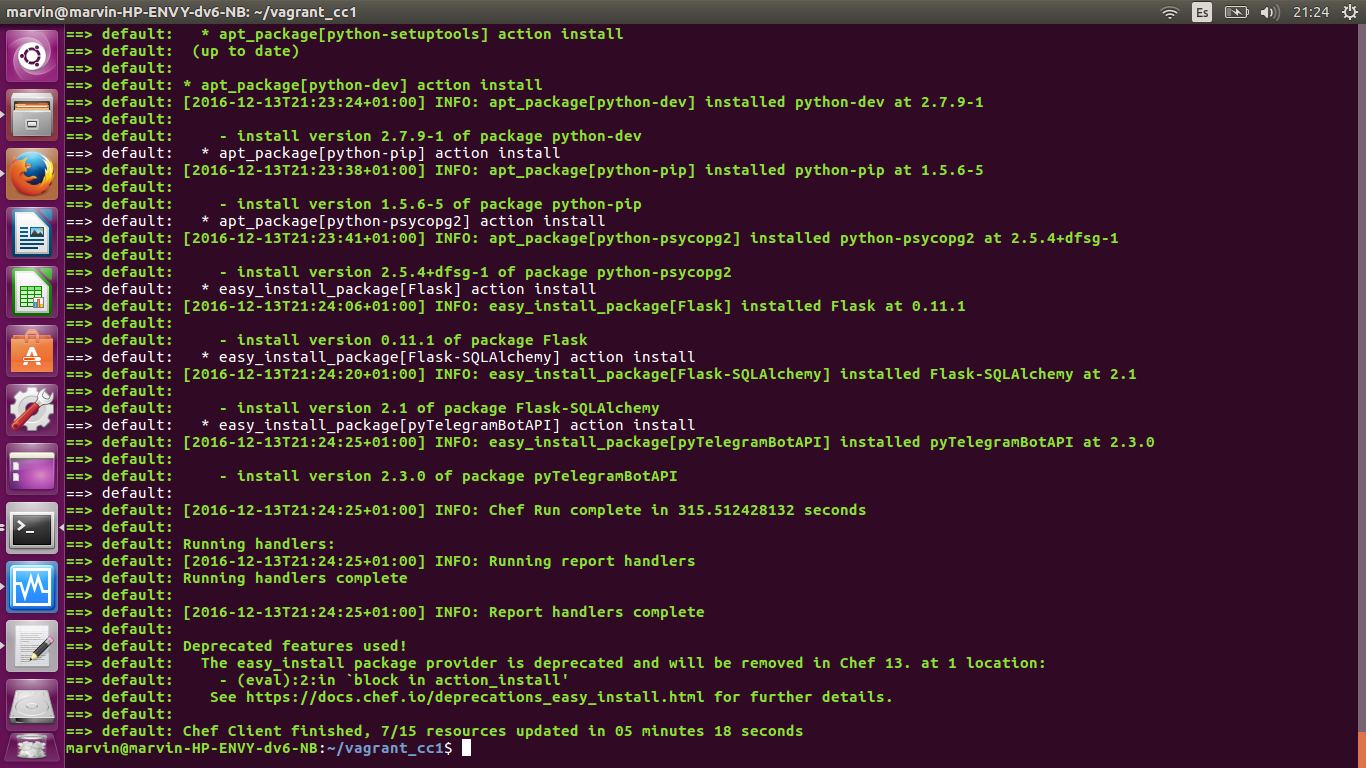 marvin@marvin-HP-ENVY-dv6-NB: ~/vagrant_cc1
Es
21:24
==> default:   * apt_package[python-setuptools] action install
==> default:  (up to date)
==> default:
==> default: * apt_package[python-dev] action install
==> default: [2016-12-13T21:23:24+01:00] INFO: apt_package[python-dev] installed python-dev at 2.7.9-1
==> default:
==> default:     - install version 2.7.9-1 of package python-dev
==> default:   * apt_package[python-pip] action install
==> default: [2016-12-13T21:23:38+01:00] INFO: apt_package[python-pip] installed python-pip at 1.5.6-5
==> default:
==> default:     - install version 1.5.6-5 of package python-pip
==> default:   * apt_package[python-psycopg2] action install
==> default: [2016-12-13T21:23:41+01:00] INFO: apt_package[python-psycopg2] installed python-psycopg2 at 2.5.4+dfsg-1
==> default:
==> default:     - install version 2.5.4+dfsg-1 of package python-psycopg2
==> default:   * easy_install_package[Flask] action install
==> default: [2016-12-13T21:24:06+01:00] INFO: easy_install_package[Flask] installed Flask at 0.11.1
==> default:
==> default:     - install version 0.11.1 of package Flask
==> default:   * easy_install_package[Flask-SQLAlchemy] action install
==> default: [2016-12-13T21:24:20+01:00] INFO: easy_install_package[Flask-SQLAlchemy] installed Flask-SQLAlchemy at 2.1
==> default:
==> default:     - install version 2.1 of package Flask-SQLAlchemy
==> default:   * easy_install_package[pyTelegramBotAPI] action install
==> default: [2016-12-13T21:24:25+01:00] INFO: easy_install_package[pyTelegramBotAPI] installed pyTelegramBotAPI at 2.3.0
==> default:
==> default:     - install version 2.3.0 of package pyTelegramBotAPI
==> default:
==> default: [2016-12-13T21:24:25+01:00] INFO: Chef Run complete in 315.512428132 seconds
==> default:
==> default: Running handlers:
==> default: [2016-12-13T21:24:25+01:00] INFO: Running report handlers
==> default: Running handlers complete
==> default:
==> default: [2016-12-13T21:24:25+01:00] INFO: Report handlers complete
==> default:
==> default: Deprecated features used!
==> default:   The easy_install package provider is deprecated and will be removed in Chef 13. at 1 location:
==> default:     - (eval):2:in `block in action_install'
==> default:    See https://docs.chef.io/deprecations_easy_install.html for further details.
==> default:
==> default: Chef Client finished, 7/15 resources updated in 05 minutes 18 seconds
marvin@marvin-HP-ENVY-dv6-NB:~/vagrant_cc1$